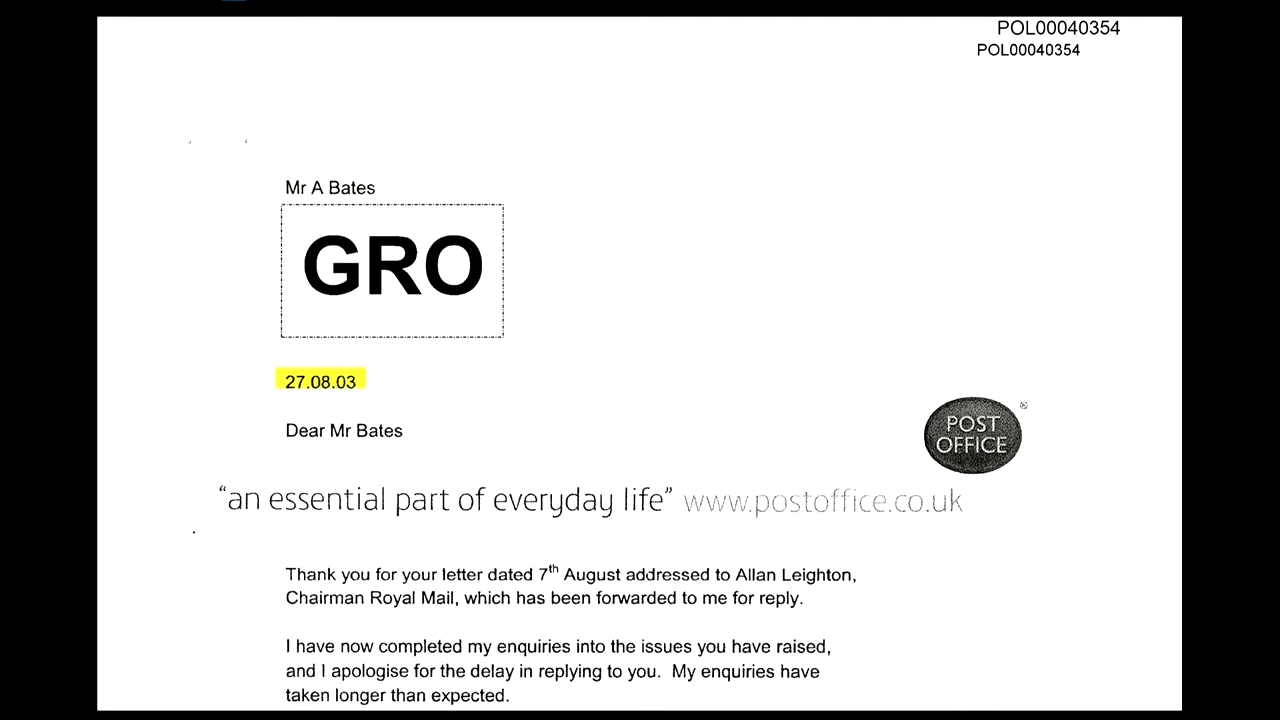 POL00040354
POL00040354
Mr A Bates
GRO
27.08.03
Dear Mr Bates
POST
OFFICE
®
“an essential part of everyday life” www.postoffice.co.uk
Thank you for your letter dated 7th August addressed to Allan Leighton,
Chairman Royal Mail, which has been forwarded to me for reply.
I have now completed my enquiries into the issues you have raised,
and I apologise for the delay in replying to you.  My enquiries have
taken longer than expected.